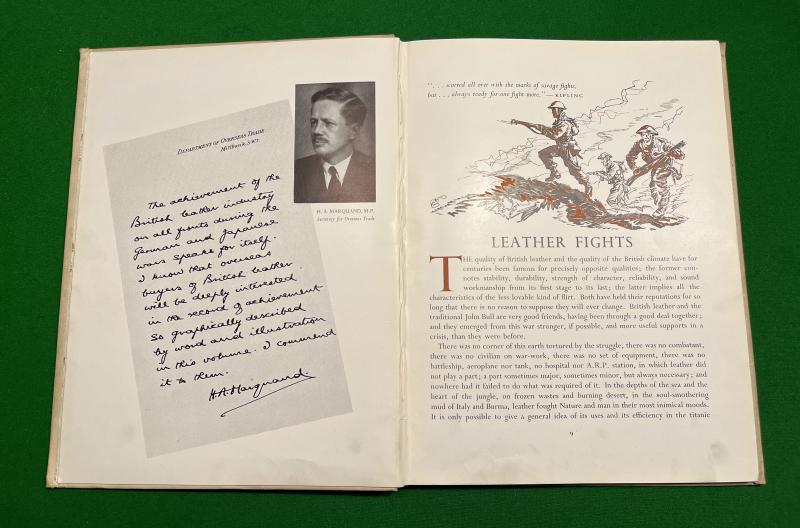 DEPARTMENT OF OVERSEAS TRADE
Millbank, S.W.1
The achievement of the
British leather industry
on all fronts during the
German and Japanese
wars speaks for itself.
I know that overseas
buyers of British leather
will be deeply interested
in the record of achievement
so graphically described
by word and illustration
in this volume. I commend
it to them.
H.A. Marquand.
H. A. MARQUAND, M.P.
Secretary for Overseas Trade
“. . . scarred all over with the marks of savage fights,
but . . . always ready for one fight more.”—KIPLING
LEATHER FIGHTS
THE quality of British leather and the quality of the British climate have for
centuries been famous for precisely opposite qualities; the former con-
notes stability, durability, strength of character, reliability, and sound
workmanship from its first stage to its last; the latter implies all the
characteristics of the less lovable kind of flirt. Both have held their reputations for so
long that there is no reason to suppose they will ever change. British leather and the
traditional John Bull are very good friends, having been through a good deal together;
and they emerged from this war stronger, if possible, and more useful supports in a
crisis, than they were before.
There was no corner of this earth tortured by the struggle, there was no combatant,
there was no civilian on war-work, there was no set of equipment, there was no
battleship, aeroplane nor tank, no hospital nor A.R.P. station, in which leather did
not play a part; a part sometimes major, sometimes minor, but always necessary; and
nowhere had it failed to do what was required of it. In the depths of the sea and the
heart of the jungle, on frozen wastes and burning desert, in the soul-smothering
mud of Italy and Burma, leather fought Nature and man in their most inimical moods.
It is only possible to give a general idea of its uses and its efficiency in the titanic
9